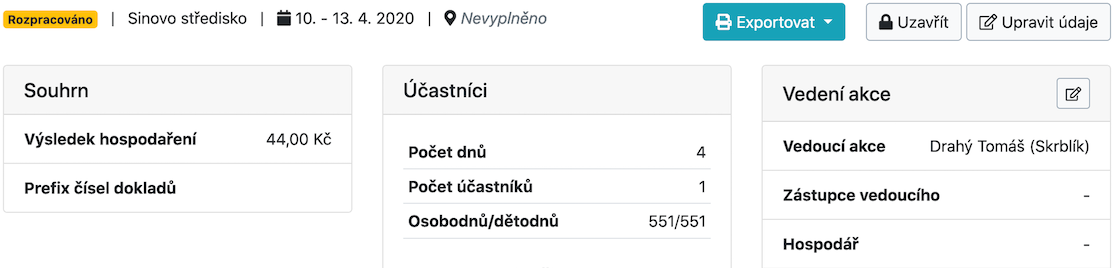 Rozpracováno | Sinovo středisko | 10. - 13. 4. 2020 | Nevyplněno Exportovat Uzavřít Upravit údaje
Souhrn
Výsledek hospodaření 44,00 Kč
Prefix čísel dokladů
Účastníci
Počet dnů 4
Počet účastníků 1
Osobodnů/dětodnů 551/551
Vedení akce
Vedoucí akce Drahý Tomáš (Skrblík)
Zástupce vedoucího -
Hospodář -